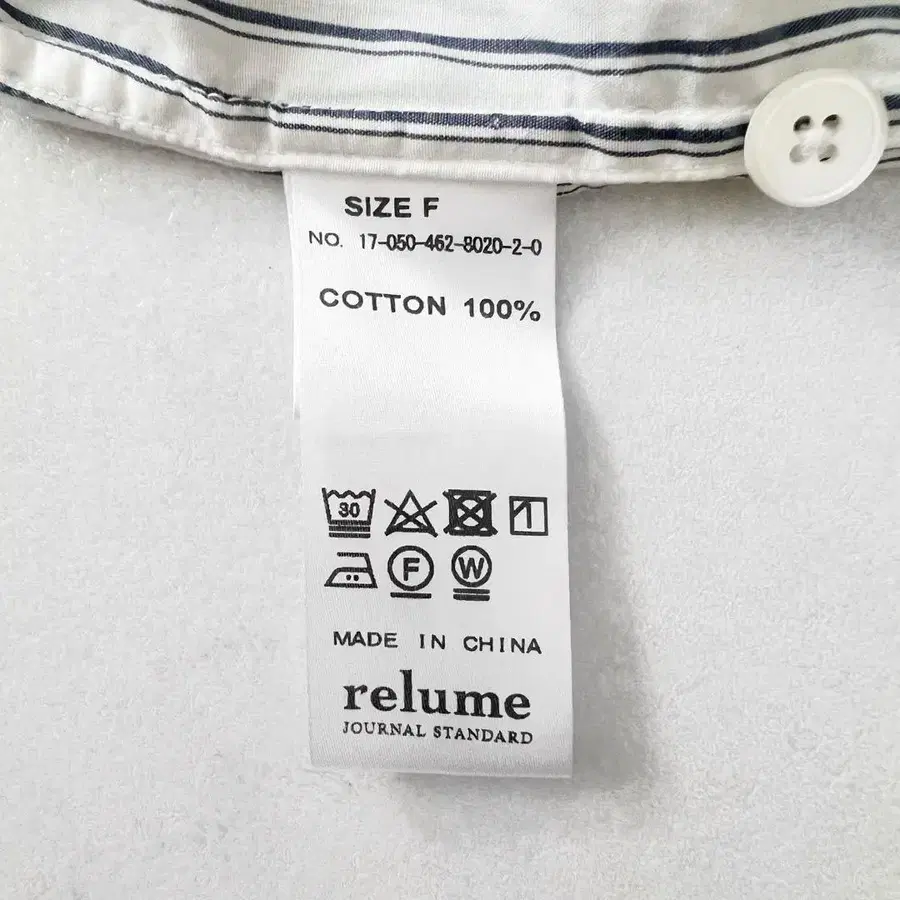 SIZE F
NO. 17-050-462-8020-2-0
COTTON 100%
30
F W
MADE IN CHINA
relume
JOURNAL STANDARD